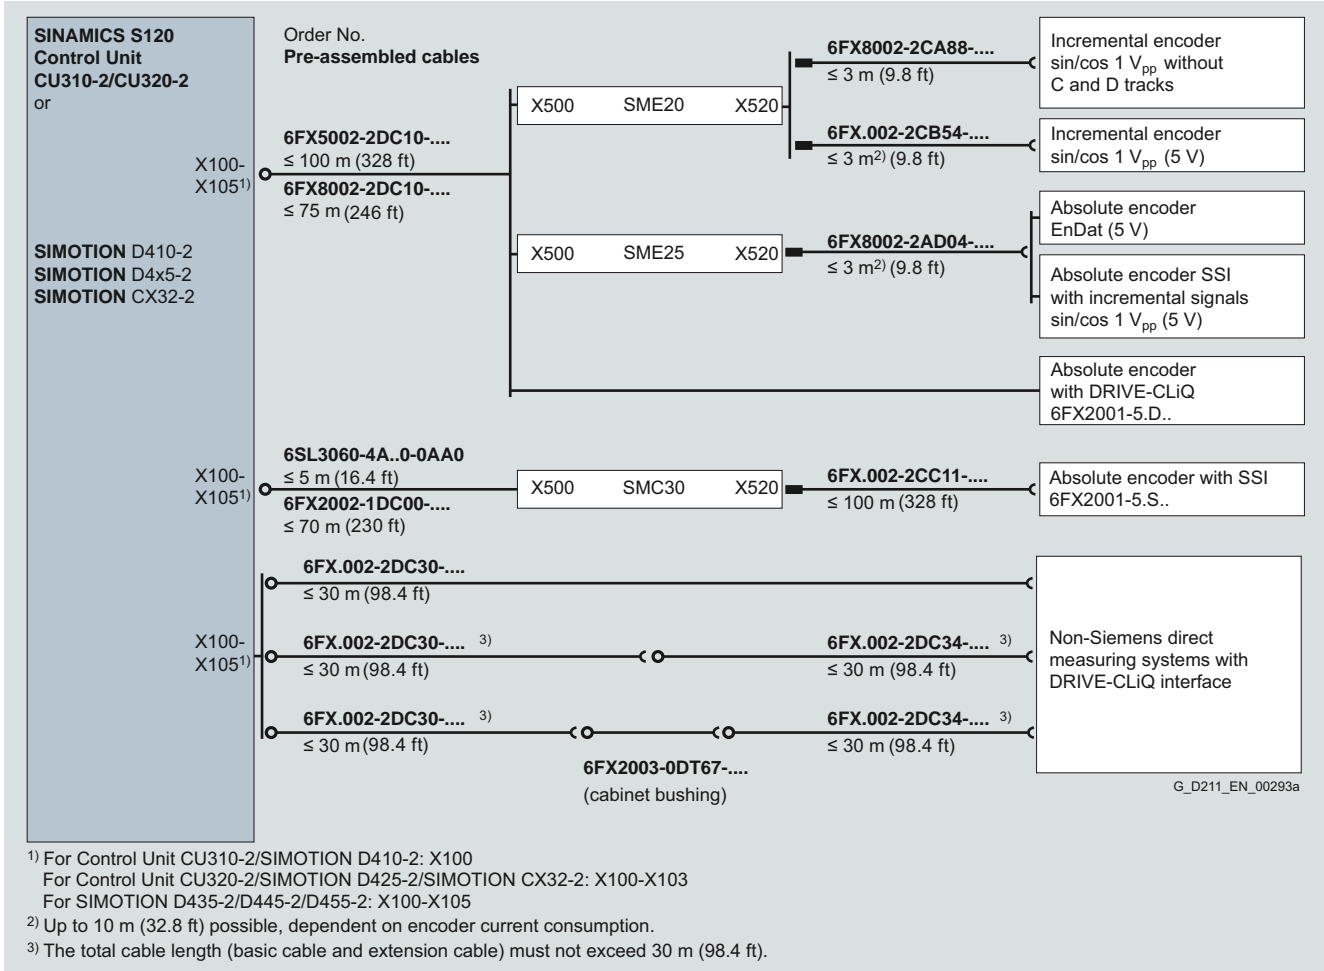 SINAMICS S120
Control Unit
CU310-2/CU320-2
or
X100-
X105¹⁾
SIMOTION D410-2
SIMOTION D4x5-2
SIMOTION CX32-2
X100-
X105¹⁾
X100-
X105¹⁾
Order No.
Pre-assembled cables
6FX5002-2DC10-....
≤ 100 m (328 ft)
6FX8002-2DC10-....
≤ 75 m (246 ft)
X500 SME20 X520
6FX8002-2CA88-....
≤ 3 m (9.8 ft)
Incremental encoder
sin/cos 1 Vpp without
C and D tracks
6FX.002-2CB54-....
≤ 3 m²⁾ (9.8 ft)
Incremental encoder
sin/cos 1 Vpp (5 V)
X500 SME25 X520
6FX8002-2AD04-....
≤ 3 m²⁾ (9.8 ft)
Absolute encoder
EnDat (5 V)
Absolute encoder SSI
with incremental signals
sin/cos 1 Vpp (5 V)
Absolute encoder
with DRIVE-CLiQ
6FX2001-5.D..
6SL3060-4A..0-0AA0
≤ 5 m (16.4 ft)
6FX2002-1DC00-....
≤ 70 m (230 ft)
X500 SMC30 X520
6FX.002-2CC11-....
≤ 100 m (328 ft)
Absolute encoder with SSI
6FX2001-5.S..
6FX.002-2DC30-....
≤ 30 m (98.4 ft)
6FX.002-2DC30-.... ³⁾
≤ 30 m (98.4 ft)
6FX.002-2DC34-.... ³⁾
≤ 30 m (98.4 ft)
6FX.002-2DC30-.... ³⁾
≤ 30 m (98.4 ft)
6FX.002-2DC34-.... ³⁾
≤ 30 m (98.4 ft)
6FX2003-0DT67-....
(cabinet bushing)
Non-Siemens direct
measuring systems with
DRIVE-CLiQ interface
G_D211_EN_00293a
¹⁾ For Control Unit CU310-2/SIMOTION D410-2: X100
For Control Unit CU320-2/SIMOTION D425-2/SIMOTION CX32-2: X100-X103
For SIMOTION D435-2/D445-2/D455-2: X100-X105
²⁾ Up to 10 m (32.8 ft) possible, dependent on encoder current consumption.
³⁾ The total cable length (basic cable and extension cable) must not exceed 30 m (98.4 ft).